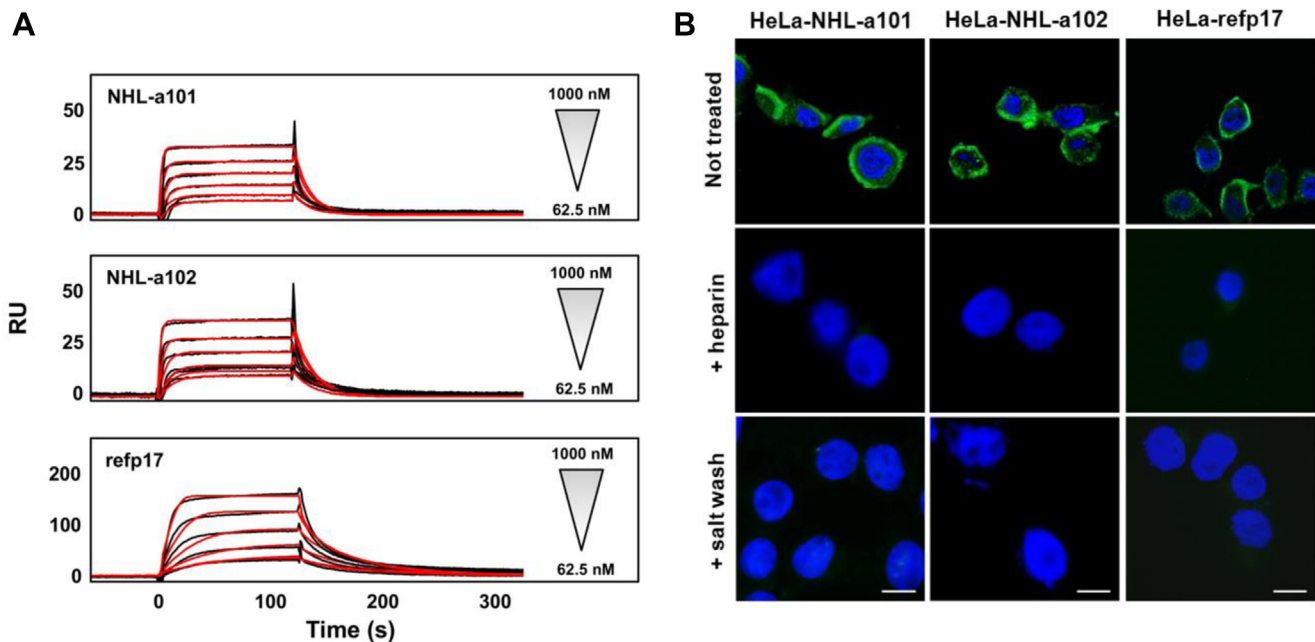 A
NHL-a101
50
25
0
1000 nM
62.5 nM
NHL-a102
50
25
0
1000 nM
62.5 nM
refp17
200
100
0
1000 nM
62.5 nM
RU
0 100 200 300
Time (s)
B
HeLa-NHL-a101 HeLa-NHL-a102 HeLa-refp17
Not treated
+ heparin
+ salt wash